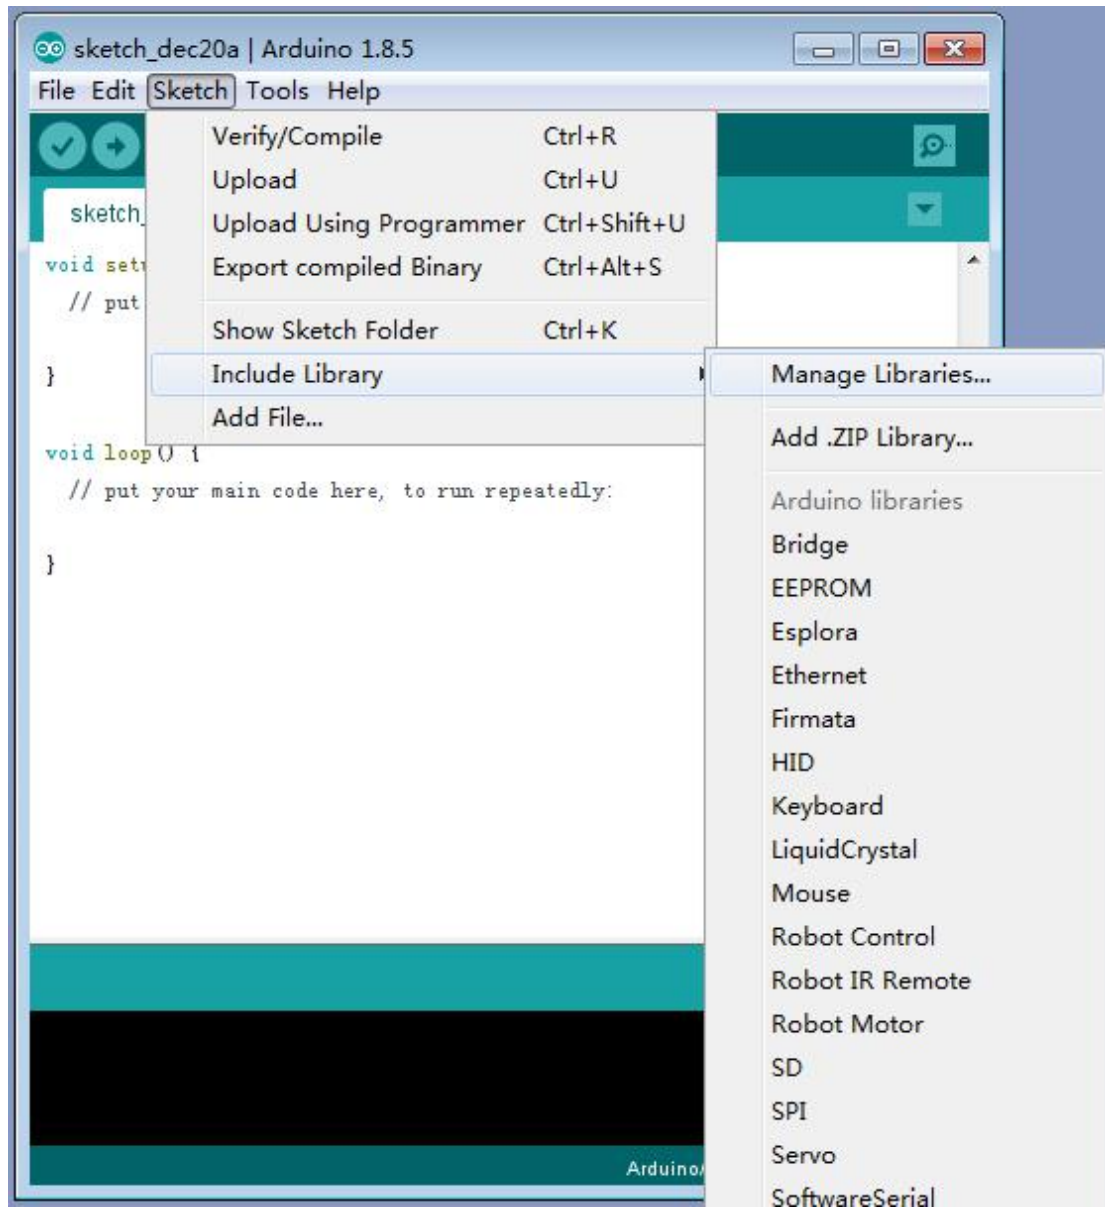 sketch_dec20a | Arduino 1.8.5
File Edit Sketch Tools Help
Verify/Compile Ctrl+R
Upload Ctrl+U
Upload Using Programmer Ctrl+Shift+U
Export compiled Binary Ctrl+Alt+S
Show Sketch Folder Ctrl+K
Include Library
Add File...
sketch_
void setu
// put
}
void loop() {
// put your main code here, to run repeatedly:
}
Manage Libraries...
Add .ZIP Library...
Arduino libraries
Bridge
EEPROM
Esplora
Ethernet
Firmata
HID
Keyboard
LiquidCrystal
Mouse
Robot Control
Robot IR Remote
Robot Motor
SD
SPI
Servo
SoftwareSerial
Arduino/